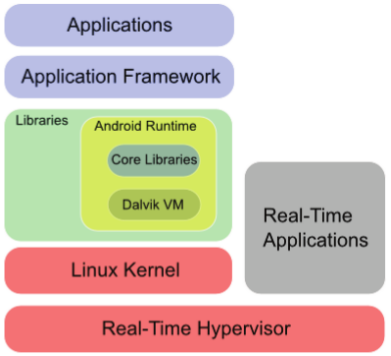 Applications
Application Framework
Libraries
Android Runtime
Core Libraries
Dalvik VM
Real-Time
Applications
Linux Kernel
Real-Time Hypervisor